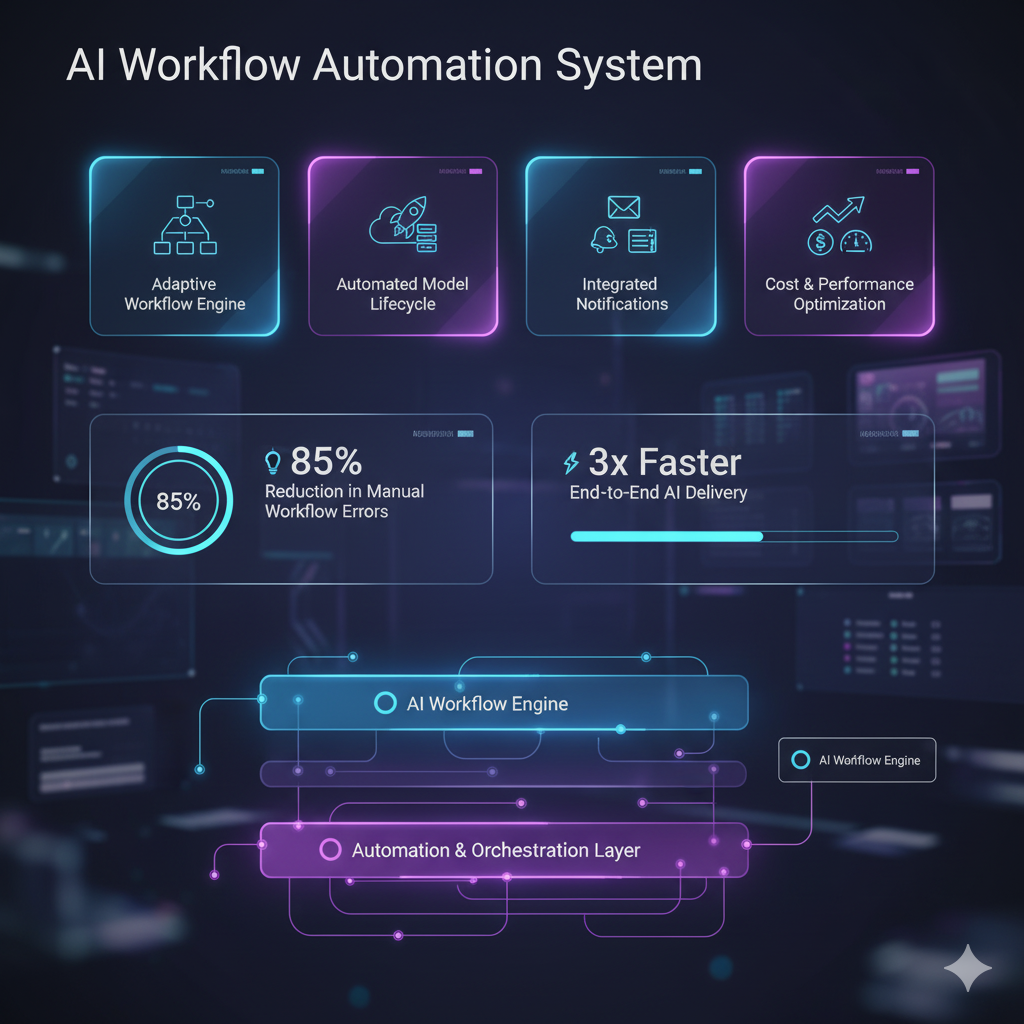 AI Workflow Automation System
Adaptive
Workflow Engine
Automated Model
Lifecycle
Integrated
Notifications
Cost & Performance
Optimization
85%
85%
Reduction in Manual
Workflow Errors
3x Faster
End-to-End AI Delivery
AI Workflow Engine
AI Workflow Engine
Automation & Orchestration Layer